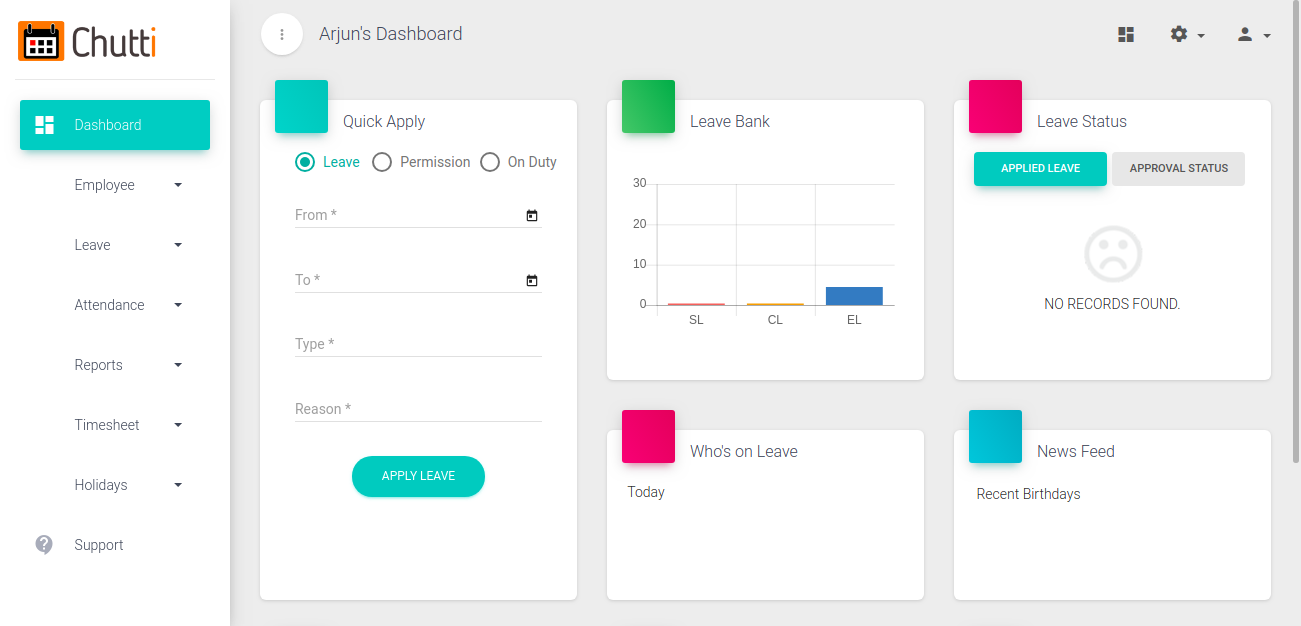 Chutti
Arjun's Dashboard
Dashboard
Employee
Leave
Attendance
Reports
Timesheet
Holidays
Support
Quick Apply
Leave Permission On Duty
From *
To *
Type *
Reason *
APPLY LEAVE
Leave Bank
30
20
10
0
SL CL EL
Leave Status
APPLIED LEAVE APPROVAL STATUS
NO RECORDS FOUND.
Who's on Leave
Today
News Feed
Recent Birthdays